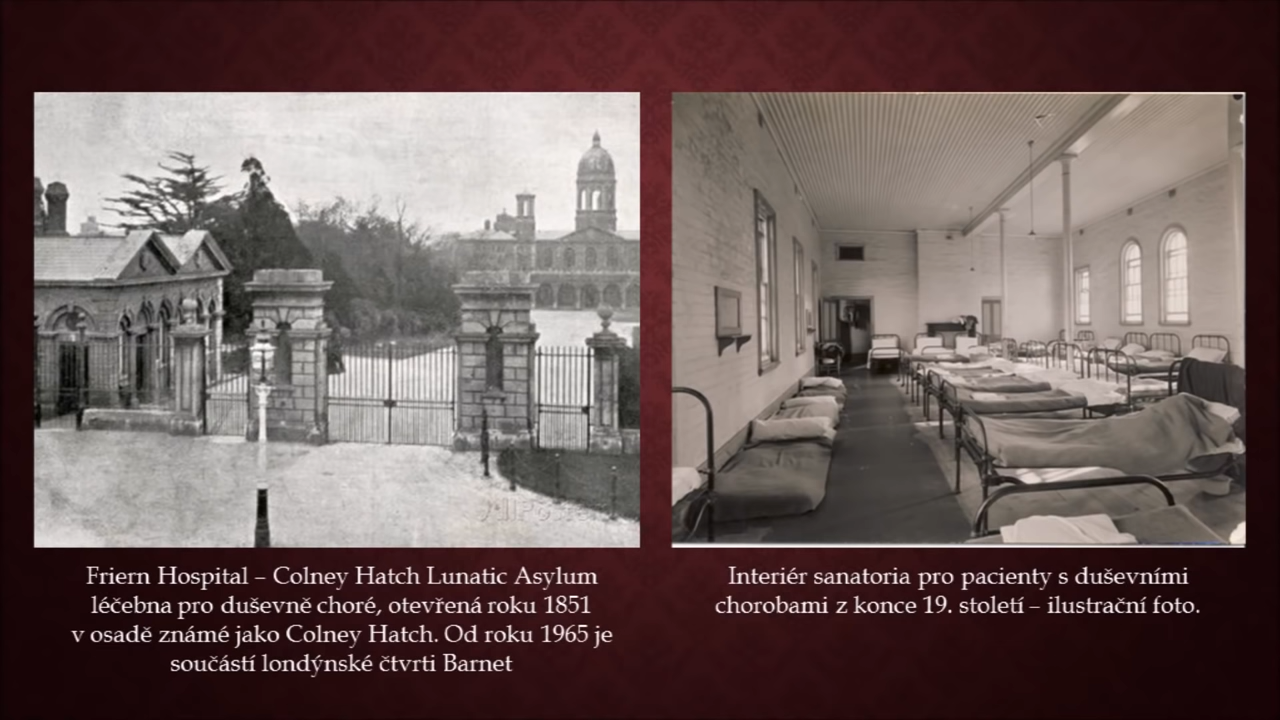 Friern Hospital – Colney Hatch Lunatic Asylum
léčebna pro duševně choré, otevřená roku 1851
v osadě známé jako Colney Hatch. Od roku 1965 je
součástí londýnské čtvrti Barnet
Interiér sanatoria pro pacienty s duševními
chorobami z konce 19. století – ilustrační foto.